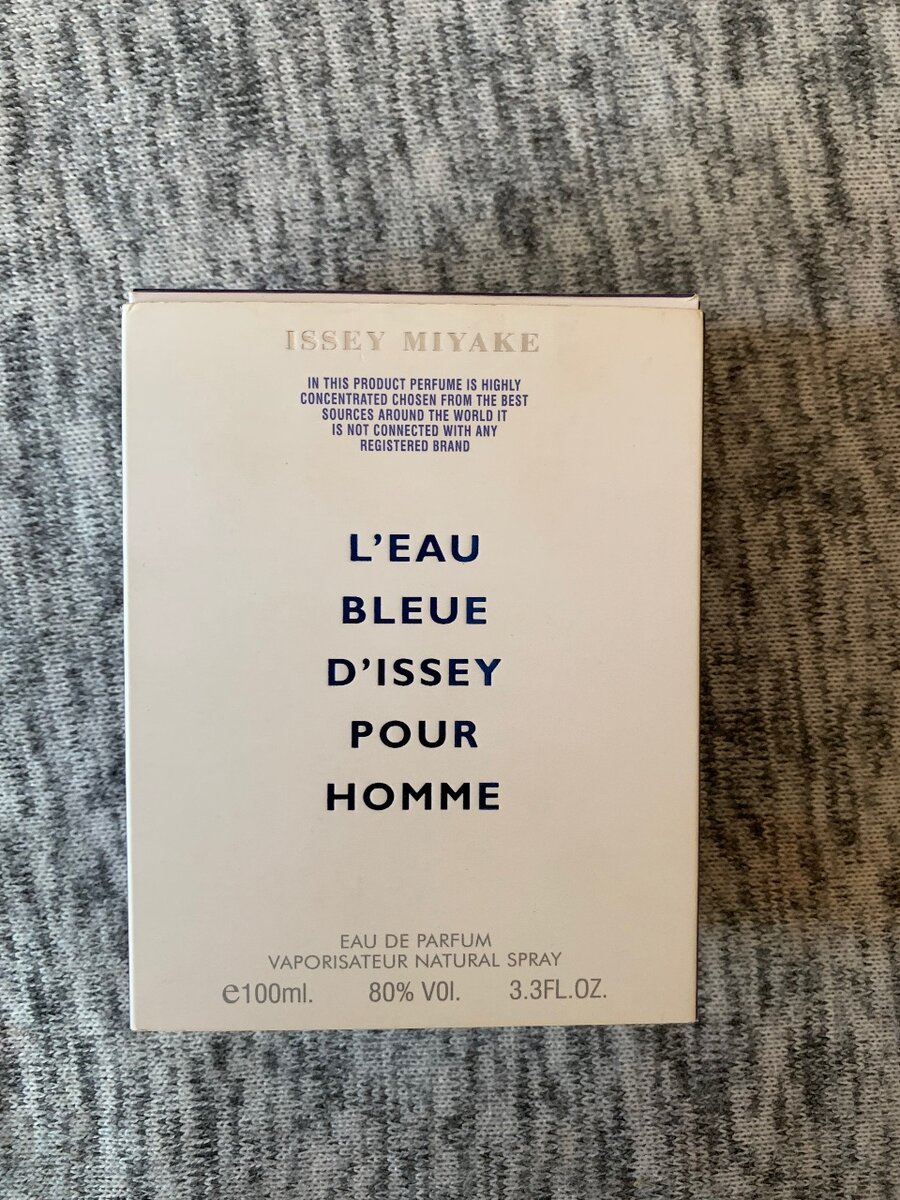 ISSEY MIYAKE
IN THIS PRODUCT PERFUME IS HIGHLY
CONCENTRATED CHOSEN FROM THE BEST
SOURCES AROUND THE WORLD IT
IS NOT CONNECTED WITH ANY
REGISTERED BRAND
L'EAU
BLEUE
D'ISSEY
POUR
HOMME
EAU DE PARFUM
VAPORISATEUR NATURAL SPRAY
e100ml. 80% V0l. 3.3FL.OZ.